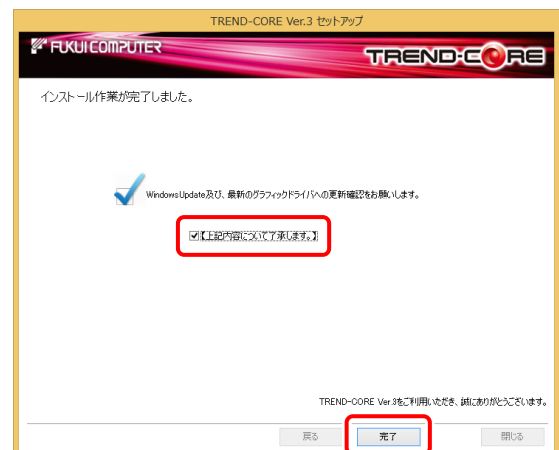 TREND-CORE Ver.3 セットアップ
FUKUI COMPUTER
TREND-CORE
インストール作業が完了しました。
WindowsUpdate及び、最新のグラフィックドライバへの更新確認をお願いします。
【上記内容について了承します。】
TREND-CORE Ver.3をご利用いただき、誠にありがとうございます。
戻る 完了 閉じる